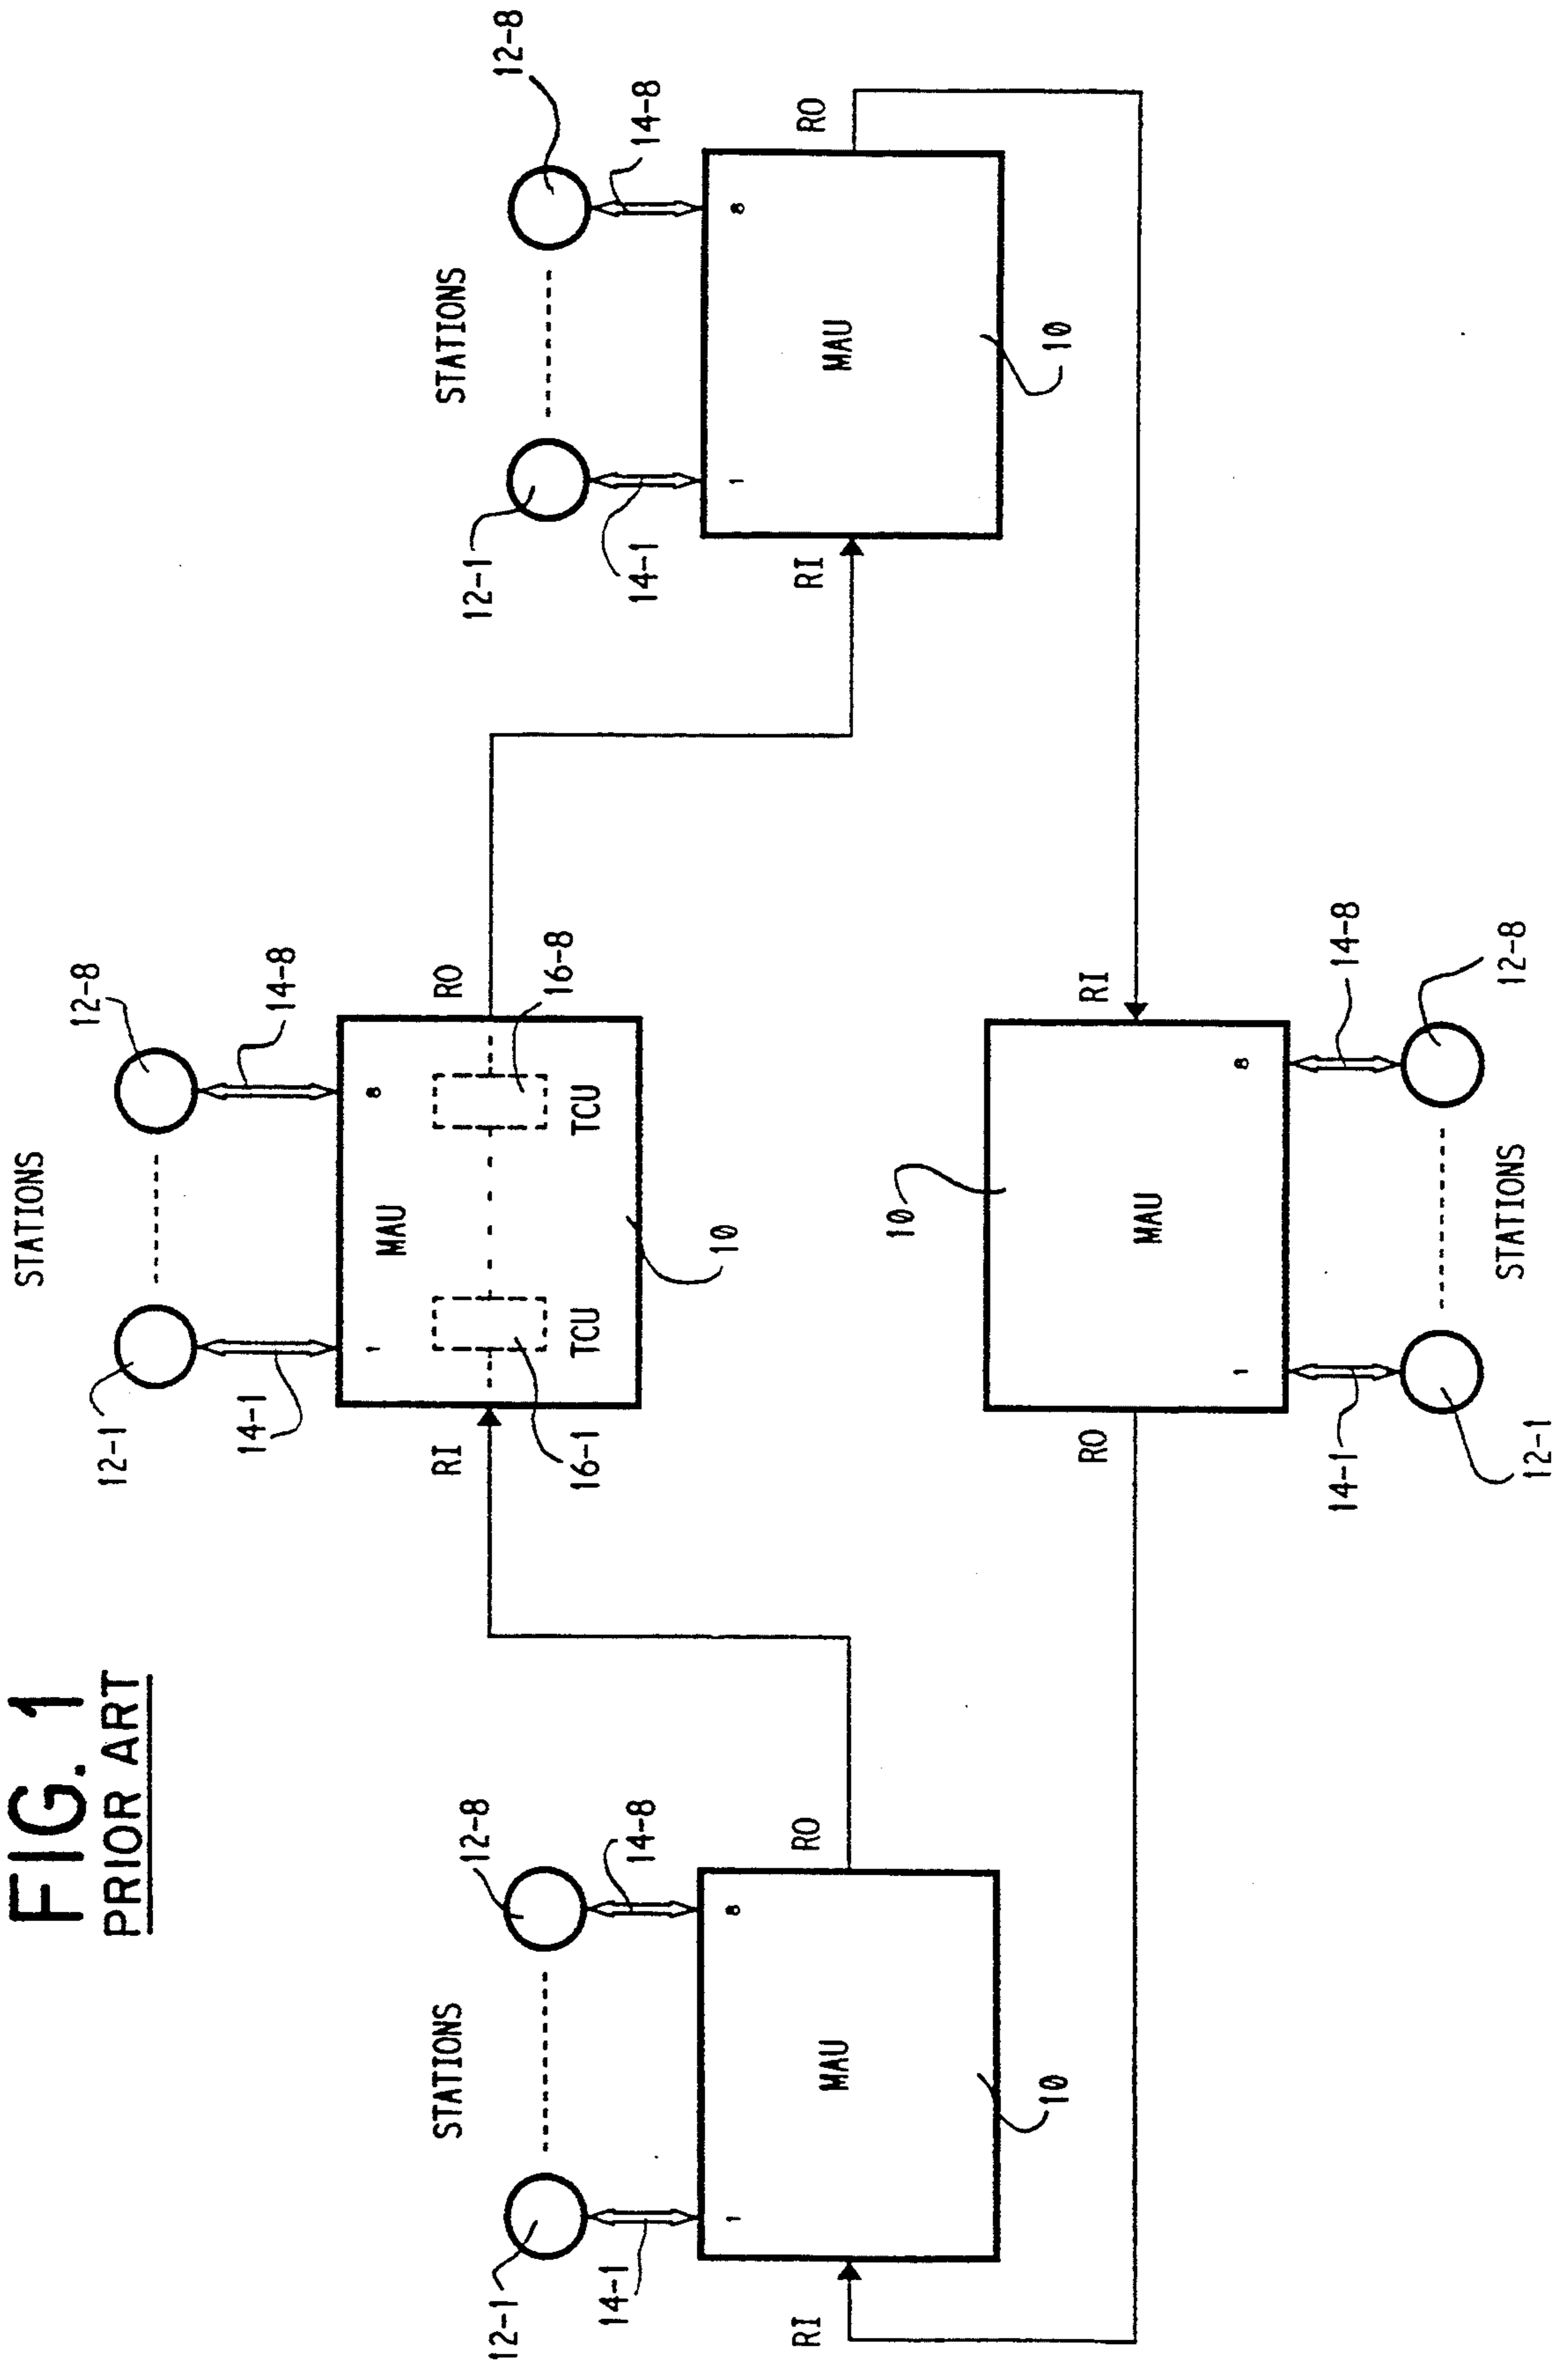 FIG. 1
PRIOR ART
STATIONS
12-1
12-8
14-1
14-8
1
8
MAU
RI
RO
16-1
16-8
TCU
TCU
10
STATIONS
12-1
12-8
14-1
14-8
1
8
RI
RO
MAU
10
STATIONS
12-1
12-8
14-1
14-8
1
8
RI
RO
MAU
10
10
RO
RI
MAU
1
8
14-1
14-8
12-1
12-8
STATIONS